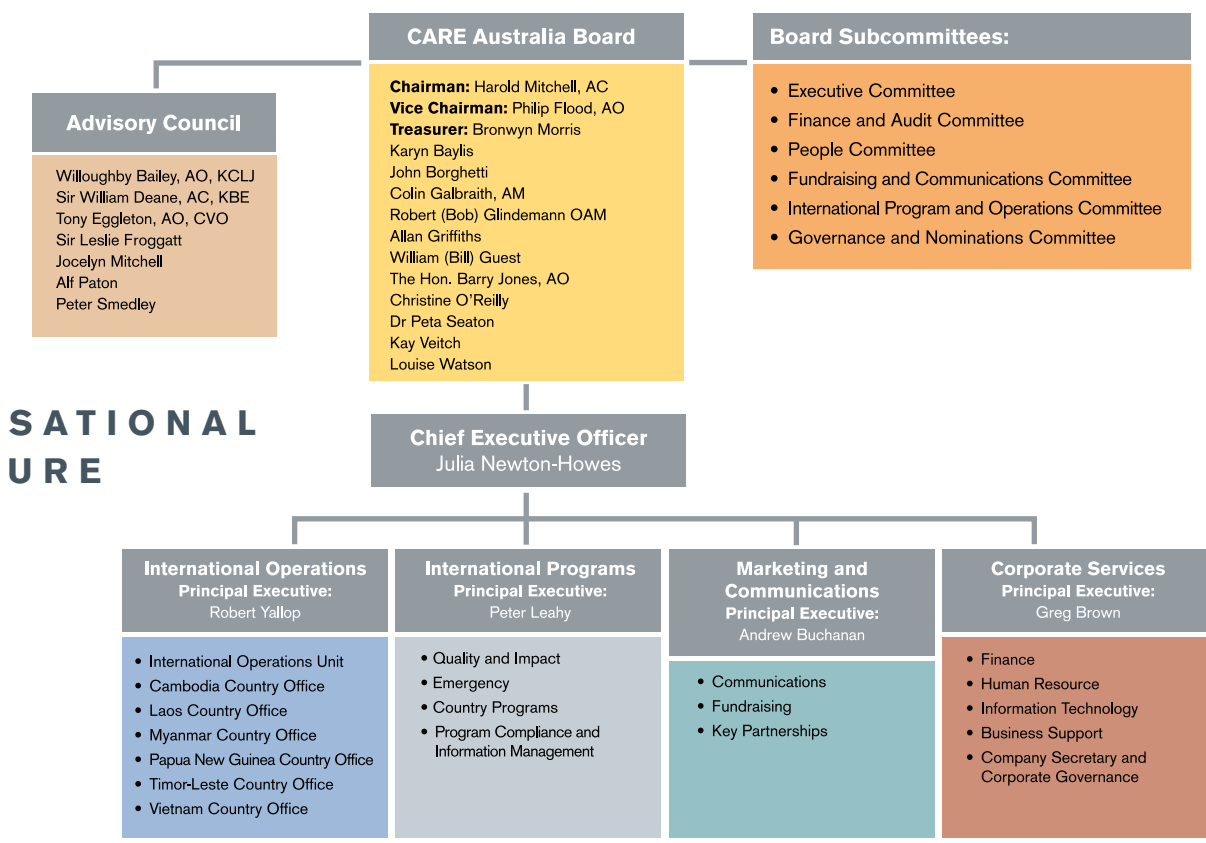 CARE Australia Board
Chairman: Harold Mitchell, AC
Vice Chairman: Philip Flood, AO
Treasurer: Bronwyn Morris
Karyn Baylis
John Borghetti
Colin Galbraith, AM
Robert (Bob) Glindemann OAM
Allan Griffiths
William (Bill) Guest
The Hon. Barry Jones, AO
Christine O'Reilly
Dr Peta Seaton
Kay Veitch
Louise Watson
Board Subcommittees:
• Executive Committee
• Finance and Audit Committee
• People Committee
• Fundraising and Communications Committee
• International Program and Operations Committee
• Governance and Nominations Committee
Advisory Council
Willoughby Bailey, AO, KCLJ
Sir William Deane, AC, KBE
Tony Eggleton, AO, CVO
Sir Leslie Froggatt
Jocelyn Mitchell
Alf Paton
Peter Smedley
SATIONAL
URE
Chief Executive Officer
Julia Newton-Howes
International Operations
Principal Executive:
Robert Yallop
• International Operations Unit
• Cambodia Country Office
• Laos Country Office
• Myanmar Country Office
• Papua New Guinea Country Office
• Timor-Leste Country Office
• Vietnam Country Office
International Programs
Principal Executive:
Peter Leahy
• Quality and Impact
• Emergency
• Country Programs
• Program Compliance and
Information Management
Marketing and
Communications
Principal Executive:
Andrew Buchanan
• Communications
• Fundraising
• Key Partnerships
Corporate Services
Principal Executive:
Greg Brown
• Finance
• Human Resource
• Information Technology
• Business Support
• Company Secretary and
Corporate Governance